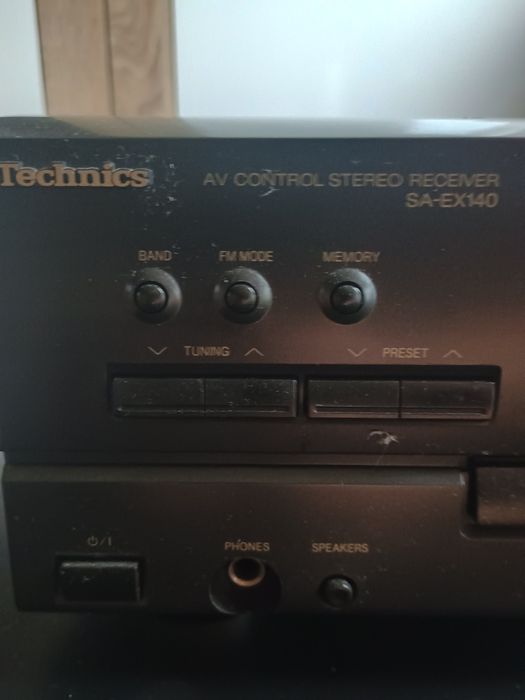 Technics
AV CONTROL STEREO RECEIVER
SA-EX140
BAND FM MODE MEMORY
TUNING PRESET
⏻/I
PHONES SPEAKERS